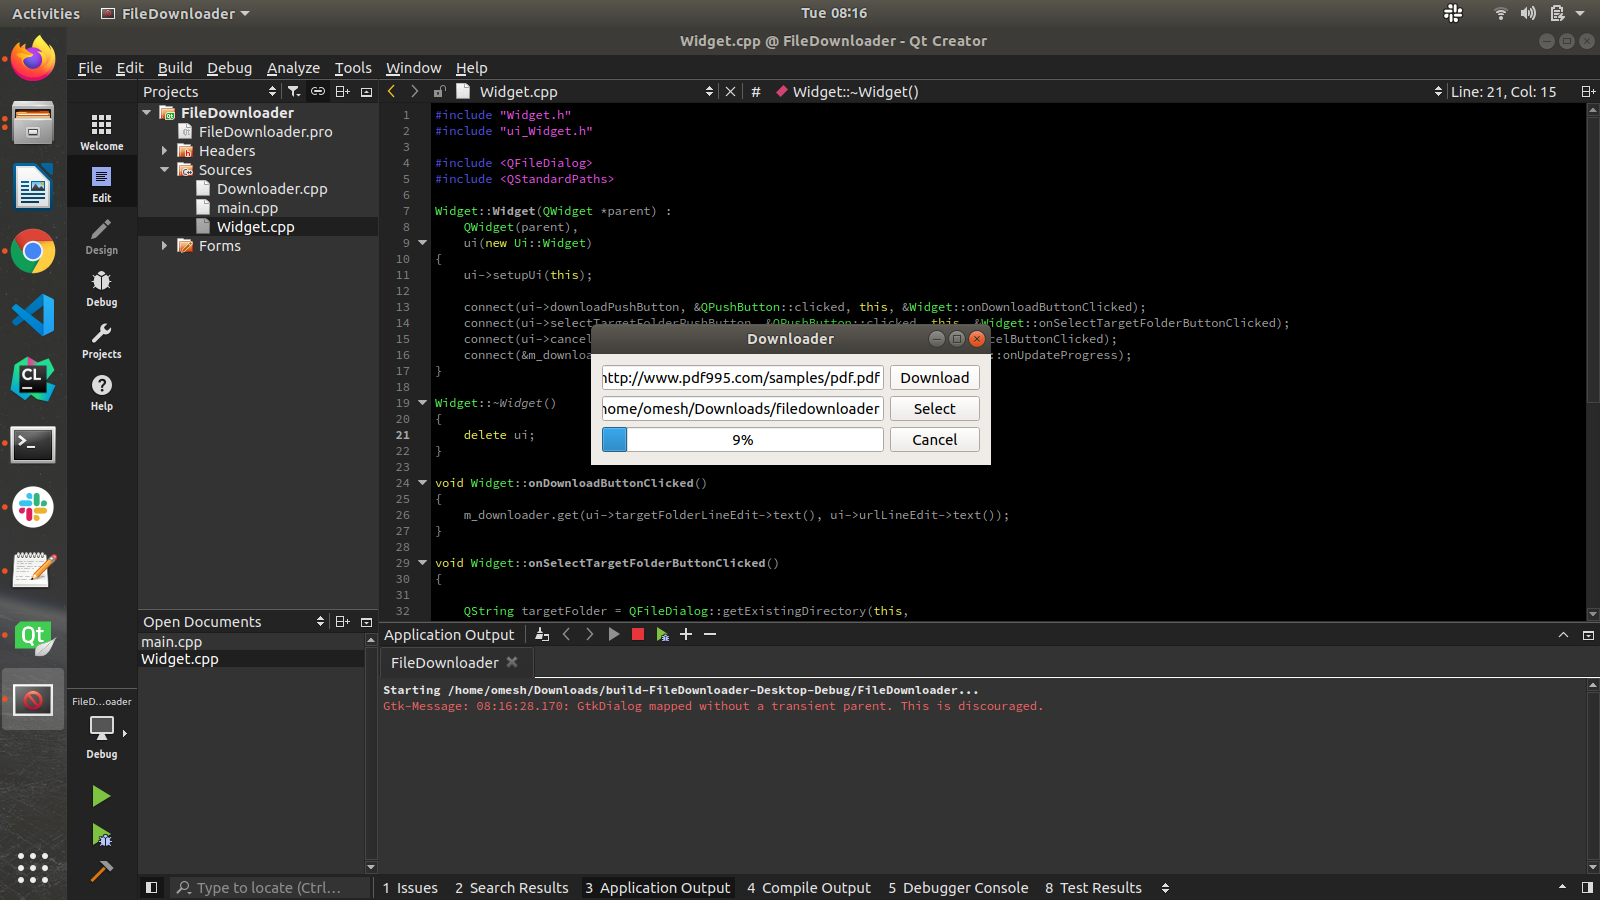 Activities FileDownloader Tue 08:16
Widget.cpp @ FileDownloader - Qt Creator
File Edit Build Debug Analyze Tools Window Help
Projects Widget.cpp # Widget::~Widget() Line: 21, Col: 15
Welcome
Edit
Design
Debug
Projects
Help
FileDownloader
FileDownloader.pro
Headers
Sources
Downloader.cpp
main.cpp
Widget.cpp
Forms
1 #include "Widget.h"
2 #include "ui_Widget.h"
3
4 #include <QFileDialog>
5 #include <QStandardPaths>
6
7 Widget::Widget(QWidget *parent) :
8 QWidget(parent),
9 ui(new Ui::Widget)
10 {
11 ui->setupUi(this);
12
13 connect(ui->downloadPushButton, &QPushButton::clicked, this, &Widget::onDownloadButtonClicked);
14 connect(ui->selectTargetFolderPushButton, &QPushButton::clicked, this, &Widget::onSelectTargetFolderButtonClicked);
15 connect(ui->cancel celButtonClicked);
16 connect(&m_downloa ::onUpdateProgress);
17 }
18
19 Widget::~Widget()
20 {
21 delete ui;
22 }
23
24 void Widget::onDownloadButtonClicked()
25 {
26 m_downloader.get(ui->targetFolderLineEdit->text(), ui->urlLineEdit->text());
27 }
28
29 void Widget::onSelectTargetFolderButtonClicked()
30 {
31
32 QString targetFolder = QFileDialog::getExistingDirectory(this,
Downloader
http://www.pdf995.com/samples/pdf.pdf Download
home/omesh/Downloads/filedownloader Select
9% Cancel
Open Documents
main.cpp
Widget.cpp
Application Output
FileDownloader
Starting /home/omesh/Downloads/build-FileDownloader-Desktop-Debug/FileDownloader...
Gtk-Message: 08:16:28.170: GtkDialog mapped without a transient parent. This is discouraged.
FileD...oader
Debug
Type to locate (Ctrl... 1 Issues 2 Search Results 3 Application Output 4 Compile Output 5 Debugger Console 8 Test Results